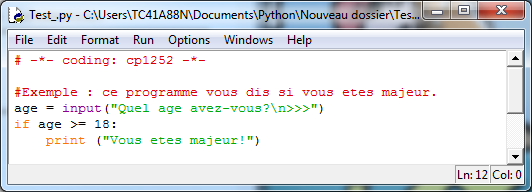 Test_.py - C:\Users\TC41A88N\Documents\Python\Nouveau dossier\Tes...
File Edit Format Run Options Windows Help
# -*- coding: cp1252 -*-
#Exemple : ce programme vous dis si vous etes majeur.
age = input("Quel age avez-vous?\n>>>")
if age >= 18:
    print ("Vous etes majeur!")
Ln: 12 Col: 0